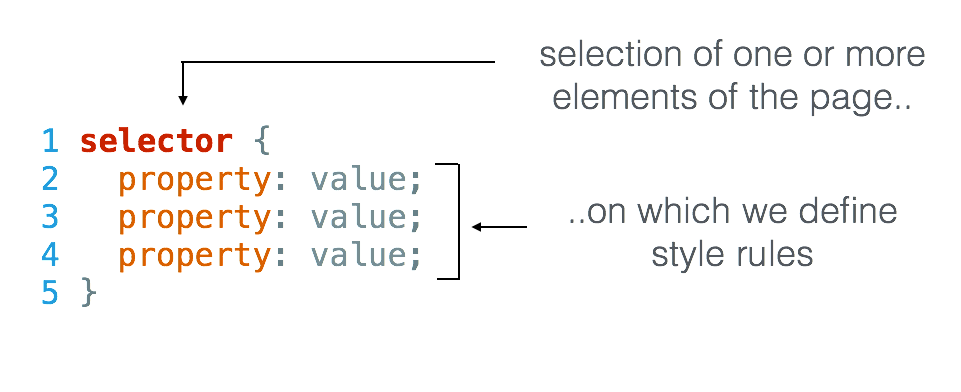 selection of one or more
elements of the page..
1 selector {
2 property: value;
3 property: value;
4 property: value;
5 }
..on which we define
style rules